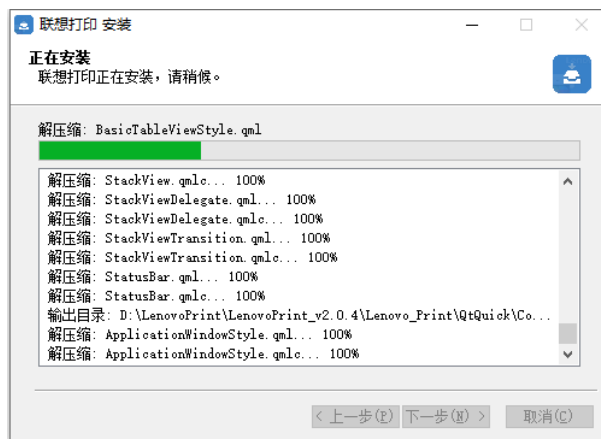 联想打印 安装
正在安装
联想打印正在安装，请稍候。
解压缩: BasicTableViewStyle.qml
解压缩: StackView.qmlc... 100%
解压缩: StackViewDelegate.qml... 100%
解压缩: StackViewDelegate.qmlc... 100%
解压缩: StackViewTransition.qml... 100%
解压缩: StackViewTransition.qmlc... 100%
解压缩: StatusBar.qml... 100%
解压缩: StatusBar.qmlc... 100%
输出目录: D:\LenovoPrint\LenovoPrint_v2.0.4\Lenovo_Print\QtQuick\Co...
解压缩: ApplicationWindowStyle.qml... 100%
解压缩: ApplicationWindowStyle.qmlc... 100%
< 上一步(P) 下一步(N) > 取消(C)